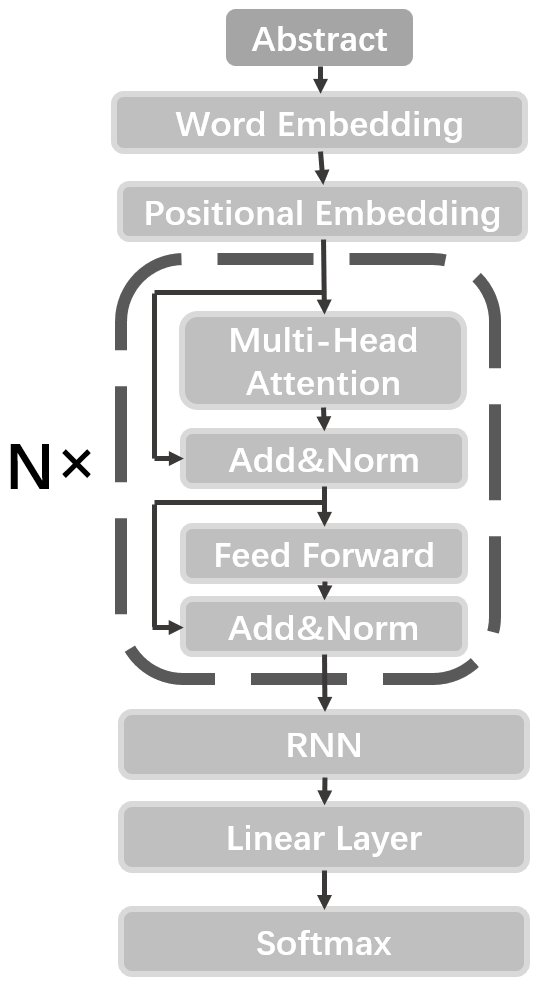 Abstract
Word Embedding
Positional Embedding
Multi-Head
Attention
Add&Norm
N×
Feed Forward
Add&Norm
RNN
Linear Layer
Softmax